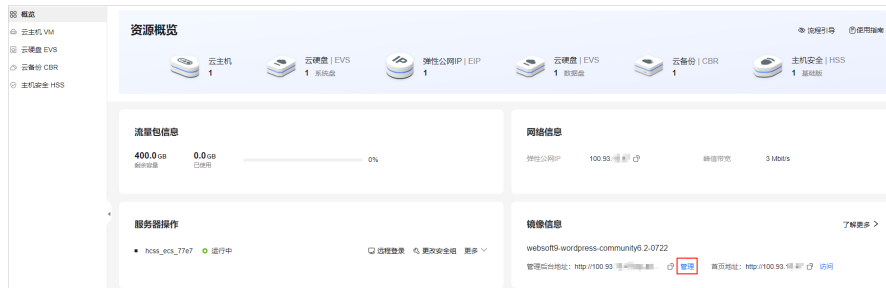 概览
云主机 VM
云硬盘 EVS
云备份 CBR
主机安全 HSS
资源概览
流程引导 使用指南
云主机 1
云硬盘 | EVS 1 系统盘
弹性公网IP | EIP 1
云硬盘 | EVS 1 数据盘
云备份 | CBR 1
主机安全 | HSS 1 基础版
流量包信息
400.0 GB 0.0 GB 0%
剩余容量 已使用
网络信息
弹性公网IP 100.93. 峰值带宽 3 Mbit/s
服务器操作
hcss_ecs_77e7 运行中 远程登录 更改安全组 更多
镜像信息 了解更多
websoft9-wordpress-community6.2-0722
管理后台地址: http://100.93 管理 首页地址: http://100.93. 访问